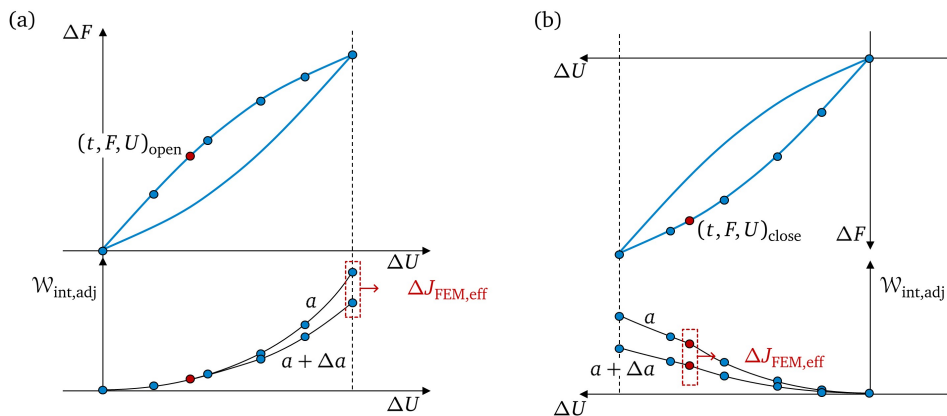 (a)
ΔF
(t, F, U)open
ΔU
𝒲int,adj
a
ΔJFEM,eff
a + Δa
ΔU
(b)
ΔU
(t, F, U)close
ΔF
𝒲int,adj
a
ΔJFEM,eff
a + Δa
ΔU